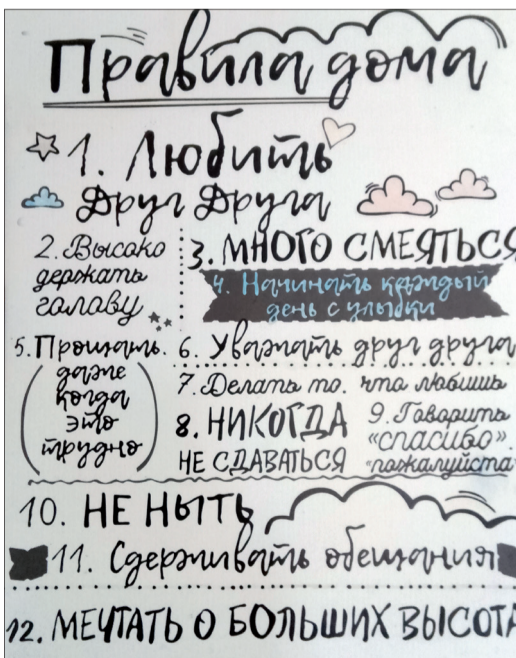 Правила дома
1. Любить
Друг Друга
2. Высоко
держать
голову
3. МНОГО СМЕЯТЬСЯ
4. Начинать каждый
день с улыбки
5. Прощать.
(даже
когда
это
трудно)
6. Уважать друг друга
7. Делать то, что любишь
8. НИКОГДА
НЕ СДАВАТЬСЯ
9. Говорить
«спасибо».
«пожалуйста
10. НЕ НЫТЬ
11. Сдерживать обещания
12. МЕЧТАТЬ О БОЛЬШИХ ВЫСОТА